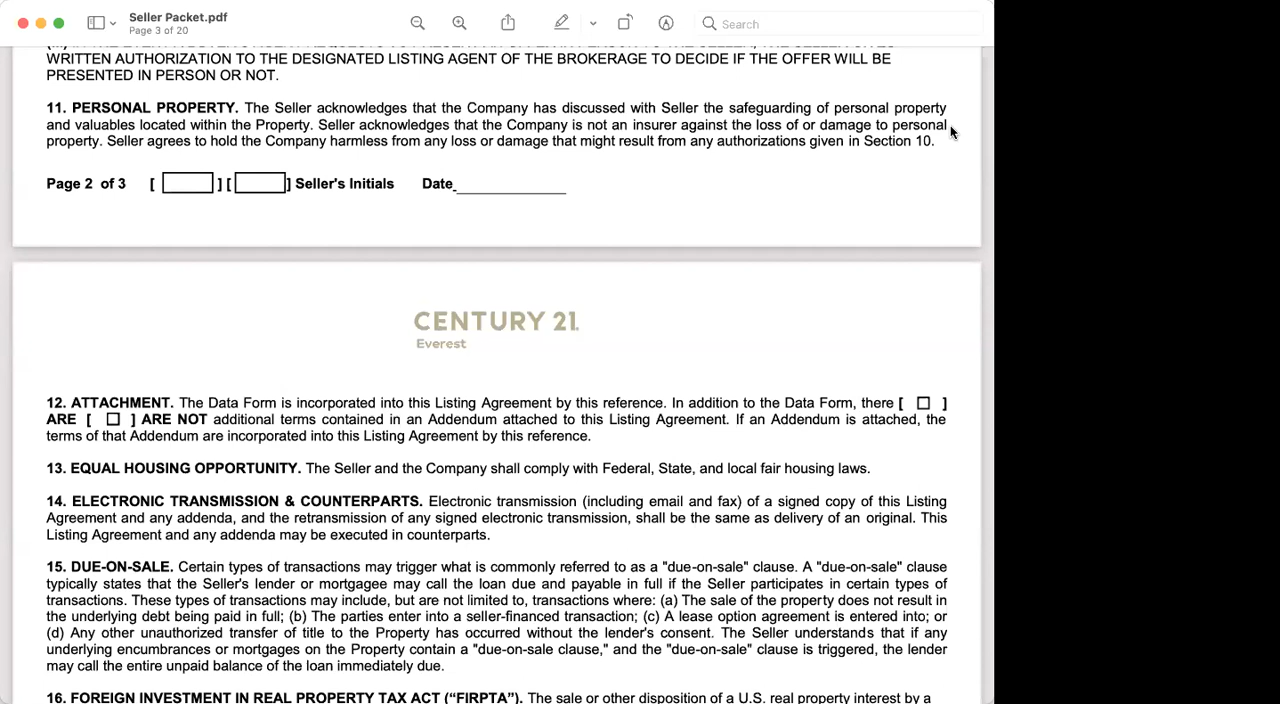 Seller Packet.pdf
Page 3 of 20
Search
WRITTEN AUTHORIZATION TO THE DESIGNATED LISTING AGENT OF THE BROKERAGE TO DECIDE IF THE OFFER WILL BE
PRESENTED IN PERSON OR NOT.
11. PERSONAL PROPERTY. The Seller acknowledges that the Company has discussed with Seller the safeguarding of personal property
and valuables located within the Property. Seller acknowledges that the Company is not an insurer against the loss of or damage to personal
property. Seller agrees to hold the Company harmless from any loss or damage that might result from any authorizations given in Section 10.
Page 2 of 3 [ ] [ ] Seller's Initials Date_______________
CENTURY 21.
Everest
12. ATTACHMENT. The Data Form is incorporated into this Listing Agreement by this reference. In addition to the Data Form, there [ ☐ ]
ARE [ ☐ ] ARE NOT additional terms contained in an Addendum attached to this Listing Agreement. If an Addendum is attached, the
terms of that Addendum are incorporated into this Listing Agreement by this reference.
13. EQUAL HOUSING OPPORTUNITY. The Seller and the Company shall comply with Federal, State, and local fair housing laws.
14. ELECTRONIC TRANSMISSION & COUNTERPARTS. Electronic transmission (including email and fax) of a signed copy of this Listing
Agreement and any addenda, and the retransmission of any signed electronic transmission, shall be the same as delivery of an original. This
Listing Agreement and any addenda may be executed in counterparts.
15. DUE-ON-SALE. Certain types of transactions may trigger what is commonly referred to as a "due-on-sale" clause. A "due-on-sale" clause
typically states that the Seller's lender or mortgagee may call the loan due and payable in full if the Seller participates in certain types of
transactions. These types of transactions may include, but are not limited to, transactions where: (a) The sale of the property does not result in
the underlying debt being paid in full; (b) The parties enter into a seller-financed transaction; (c) A lease option agreement is entered into; or
(d) Any other unauthorized transfer of title to the Property has occurred without the lender's consent. The Seller understands that if any
underlying encumbrances or mortgages on the Property contain a "due-on-sale clause," and the "due-on-sale" clause is triggered, the lender
may call the entire unpaid balance of the loan immediately due.
16. FOREIGN INVESTMENT IN REAL PROPERTY TAX ACT (“FIRPTA”). The sale or other disposition of a U.S. real property interest by a